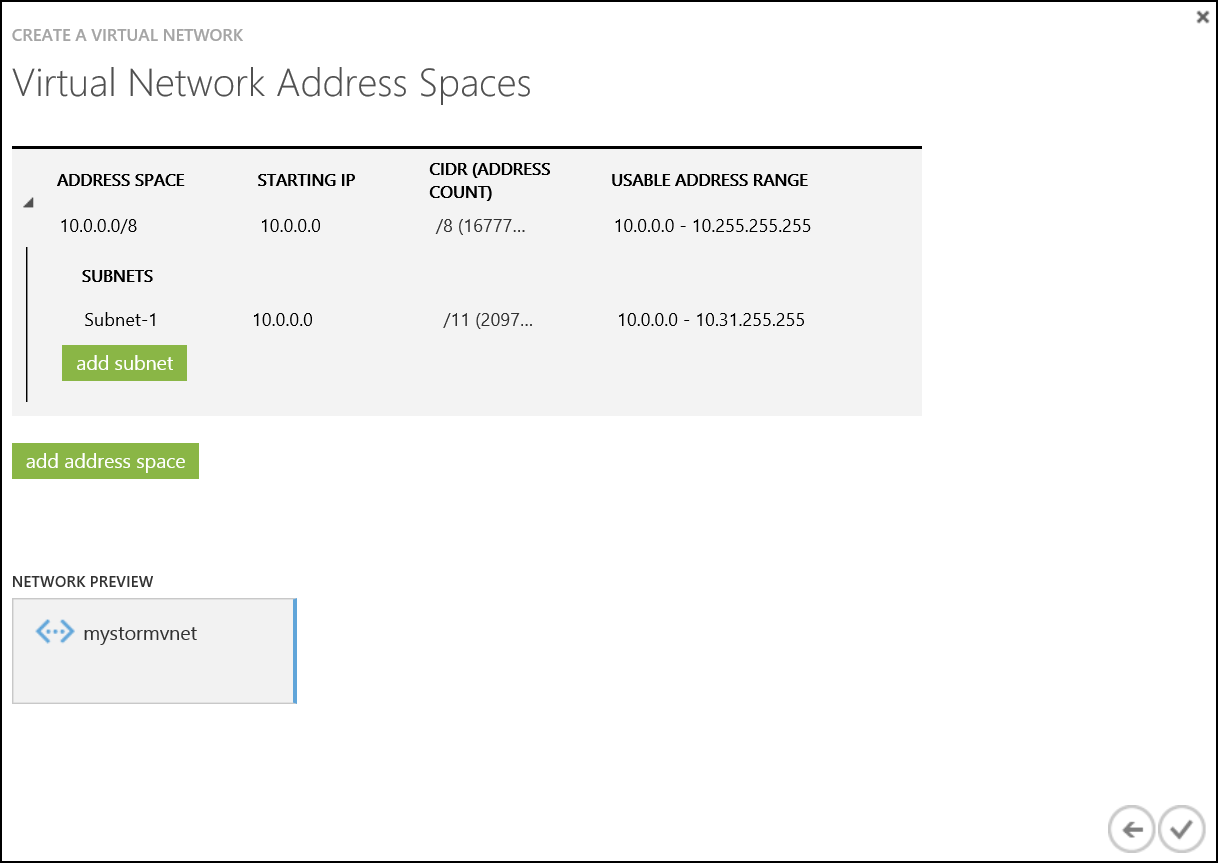 CREATE A VIRTUAL NETWORK
Virtual Network Address Spaces
ADDRESS SPACE STARTING IP CIDR (ADDRESS COUNT) USABLE ADDRESS RANGE
10.0.0.0/8 10.0.0.0 /8 (16777... 10.0.0.0 - 10.255.255.255
SUBNETS
Subnet-1 10.0.0.0 /11 (2097... 10.0.0.0 - 10.31.255.255
add subnet
add address space
NETWORK PREVIEW
mystormvnet